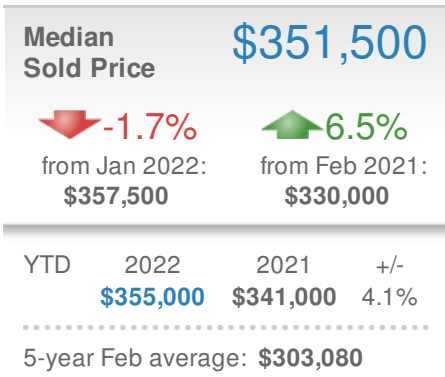 Median
Sold Price
$351,500
-1.7%
from Jan 2022:
$357,500
6.5%
from Feb 2021:
$330,000
YTD 2022 2021 +/-
$355,000 $341,000 4.1%
5-year Feb average: $303,080